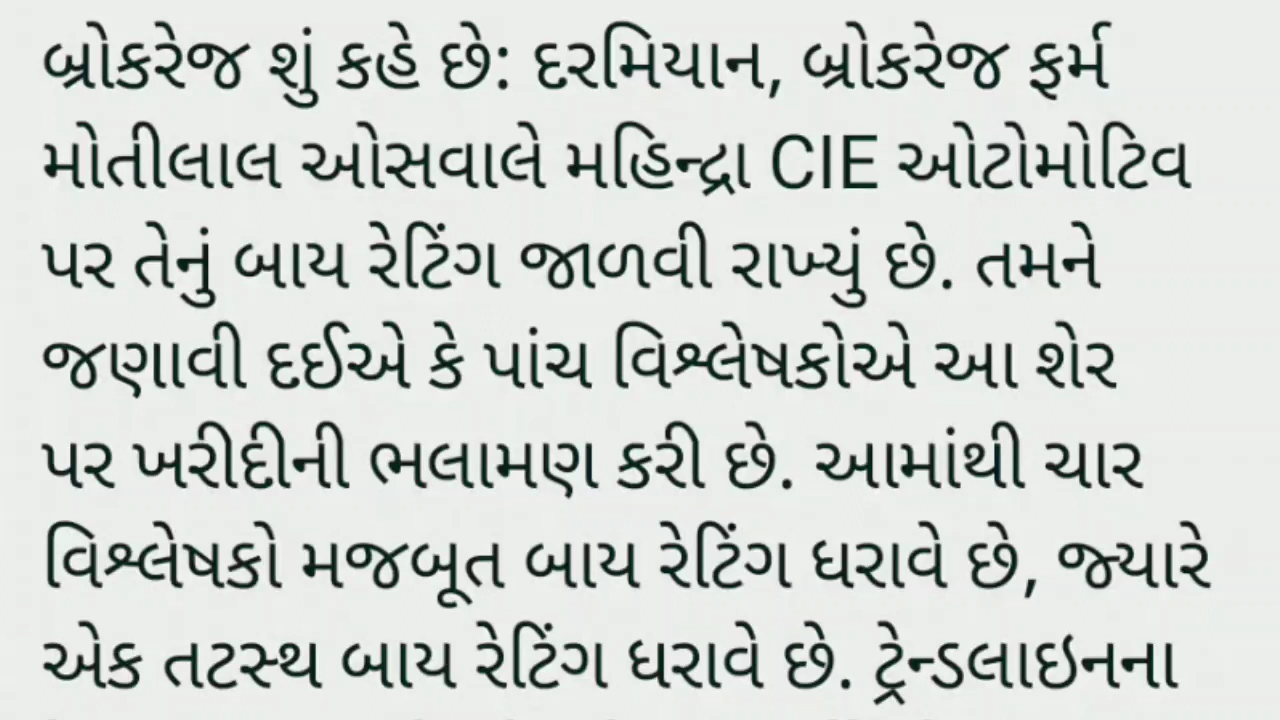 બ્રોકરેજ શું કહે છે: દરમિયાન, બ્રોકરેજ ફર્મ
મોતીલાલ ઓસવાલે મહિન્દ્રા CIE ઓટોમોટિવ
પર તેનું બાય રેટિંગ જાળવી રાખ્યું છે. તમને
જણાવી દઈએ કે પાંચ વિશ્લેષકોએ આ શેર
પર ખરીદીની ભલામણ કરી છે. આમાંથી ચાર
વિશ્લેષકો મજબૂત બાય રેટિંગ ધરાવે છે, જ્યારે
એક તટસ્થ બાય રેટિંગ ધરાવે છે. ટ્રેન્ડલાઇનના